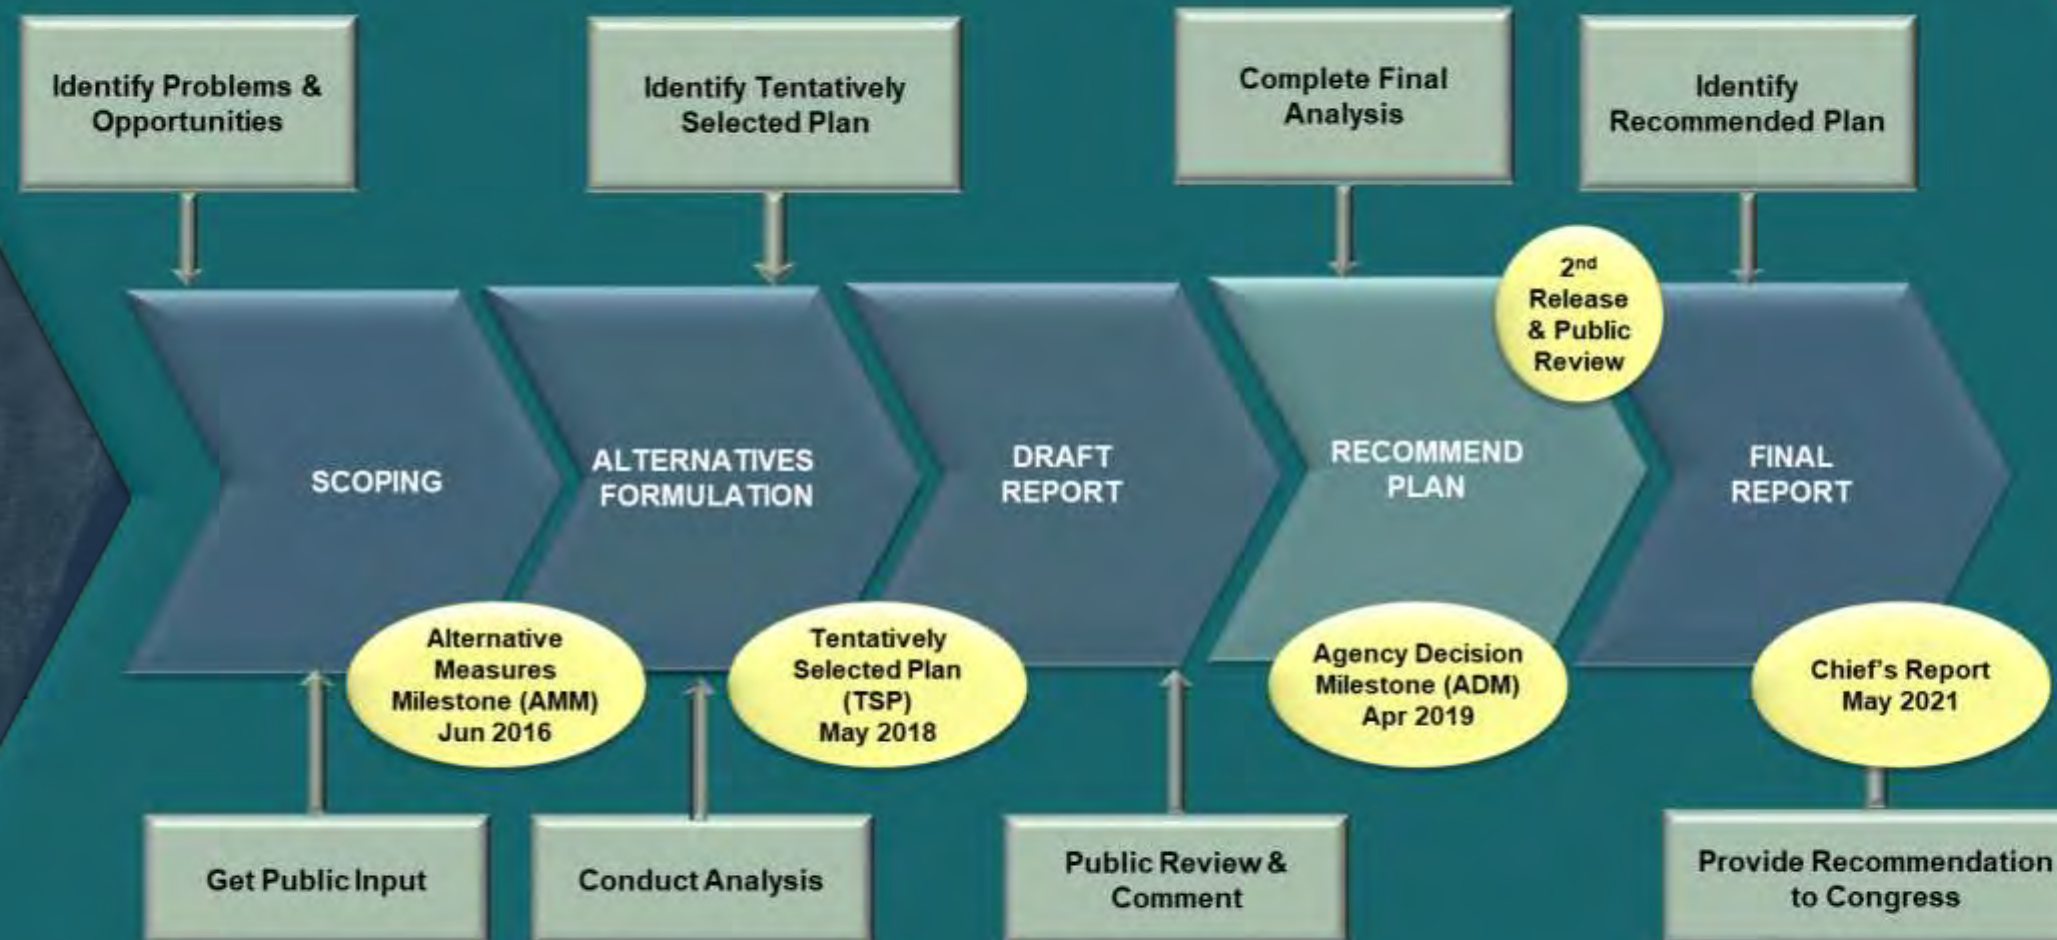 Identify Problems &
Opportunities
Identify Tentatively
Selected Plan
Complete Final
Analysis
Identify
Recommended Plan
2nd
Release
& Public
Review
SCOPING
ALTERNATIVES
FORMULATION
DRAFT
REPORT
RECOMMEND
PLAN
FINAL
REPORT
Alternative
Measures
Milestone (AMM)
Jun 2016
Tentatively
Selected Plan
(TSP)
May 2018
Agency Decision
Milestone (ADM)
Apr 2019
Chief's Report
May 2021
Get Public Input
Conduct Analysis
Public Review &
Comment
Provide Recommendation
to Congress